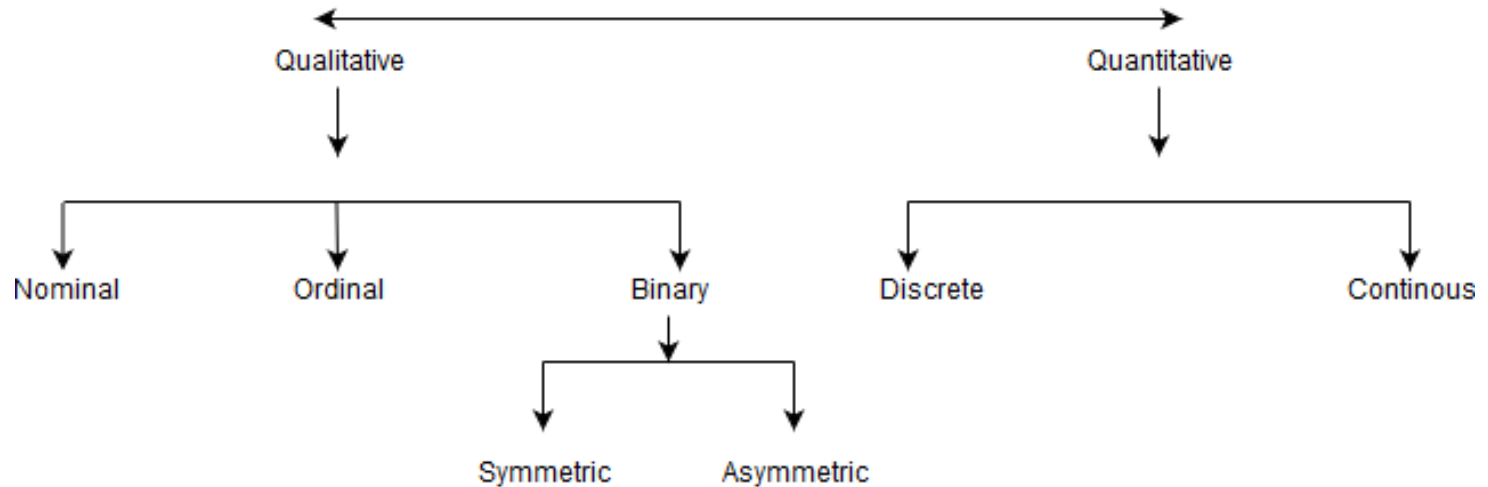 Qualitative Quantitative
Nominal Ordinal Binary Discrete Continous
Symmetric Asymmetric